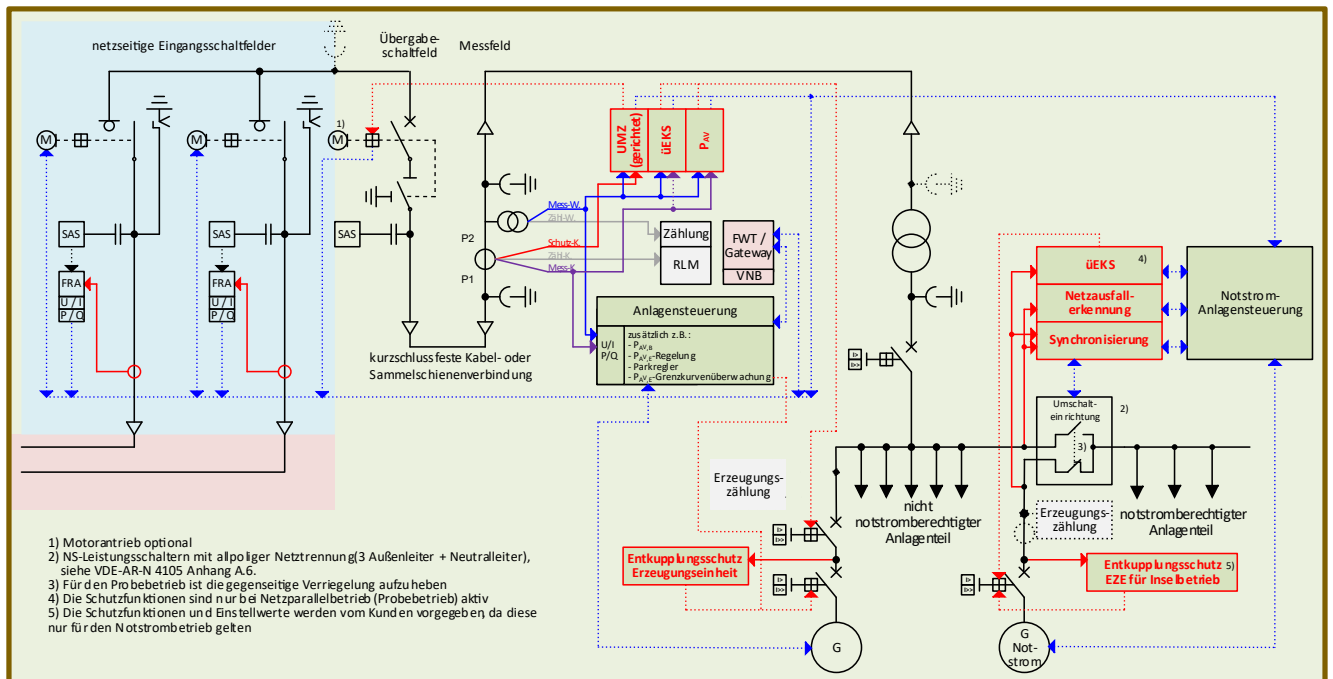 netzseitige Eingangsschaltfelder
Übergabe-
schaltfeld
Messfeld
M
M
M
1)
SAS
SAS
SAS
FRA
U / I
P / Q
FRA
U / I
P / Q
kurzschlussfeste Kabel- oder
Sammelschienenverbindung
P2
P1
UMZ
(gerichtet)
üEKS
PAV
Mess-W.
Zähl-W.
Schutz-K.
Zähl-K.
Mess-K.
Zählung
RLM
FWT /
Gateway
VNB
Anlagensteuerung
U/I
P/Q
zusätzlich z.B.:
- PAV,B
- PAV,E-Regelung
- Parkregler
- PAV,E-Grenzkurvenüberwachung
üEKS
4)
Netzausfall-
erkennung
Synchronisierung
Notstrom-
Anlagensteuerung
I>
I>>
Umschalt-
einrichtung
2)
3)
Erzeugungs-
zählung
nicht
notstromberechtigter
Anlagenteil
Erzeugungs-
zählung
notstromberechtigter
Anlagenteil
I>
I>>
Entkupplungsschutz
Erzeugungseinheit
I>
I>>
I>
I>>
Entkupplungsschutz
EZE für Inselbetrieb
5)
G
G
Not-
strom
1) Motorantrieb optional
2) NS-Leistungsschaltern mit allpoliger Netztrennung(3 Außenleiter + Neutralleiter),
siehe VDE-AR-N 4105 Anhang A.6.
3) Für den Probebetrieb ist die gegenseitige Verriegelung aufzuheben
4) Die Schutzfunktionen sind nur bei Netzparallelbetrieb (Probebetrieb) aktiv
5) Die Schutzfunktionen und Einstellwerte werden vom Kunden vorgegeben, da diese
nur für den Notstrombetrieb gelten